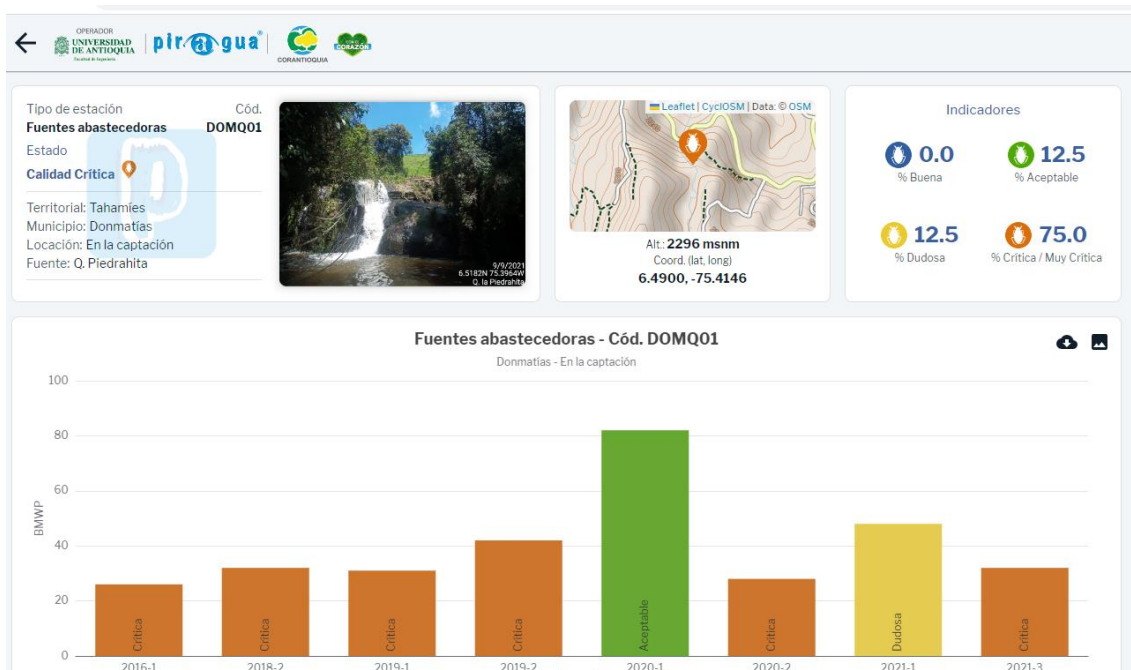 OPERADOR
UNIVERSIDAD
DE ANTIOQUIA
Facultad de Ingeniería
piragua
CORANTIOQUIA
CORAZÓN
Tipo de estación Cód.
Fuentes abastecedoras DOMQ01
Estado
Calidad Crítica
Territorial: Tahamíes
Municipio: Donmatías
Locación: En la captación
Fuente: Q. Piedrahita
9/9/2021
6.5182N 75.3964W
Q. la Piedrahita
Leaflet | CyclOSM | Data: © OSM
Alt.: 2296 msnm
Coord. (lat, long)
6.4900, -75.4146
Indicadores
0.0
% Buena
12.5
% Aceptable
12.5
% Dudosa
75.0
% Crítica / Muy Crítica
Fuentes abastecedoras - Cód. DOMQ01
Donmatías - En la captación
BMWP
100
80
60
40
20
0
Crítica
Crítica
Crítica
Crítica
Aceptable
Crítica
Dudosa
Crítica
2016-1 2018-2 2019-1 2019-2 2020-1 2020-2 2021-1 2021-3